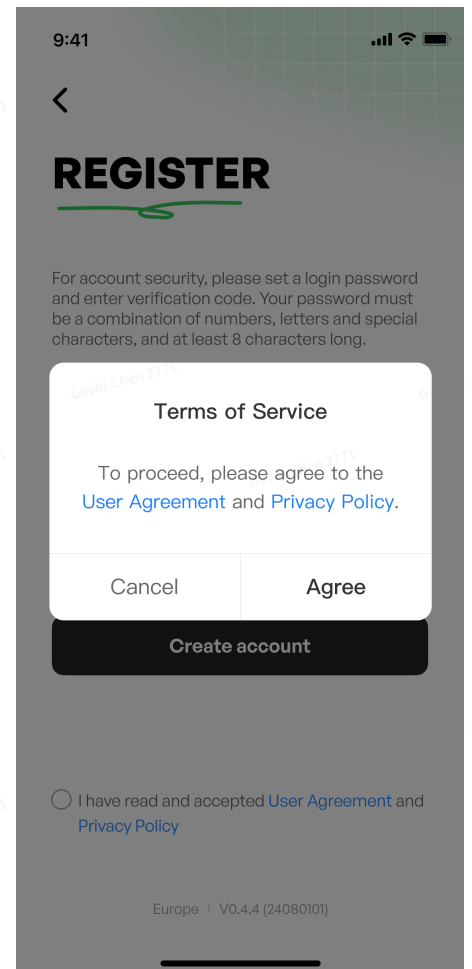 9:41
REGISTER
For account security, please set a login password
and enter verification code. Your password must
be a combination of numbers, letters and special
characters, and at least 8 characters long.
Gavin.Chen 2771
Terms of Service
To proceed, please agree to the
User Agreement and Privacy Policy.
Cancel
Agree
Create account
I have read and accepted User Agreement and
Privacy Policy
Europe | V0.4.4 (24080101)